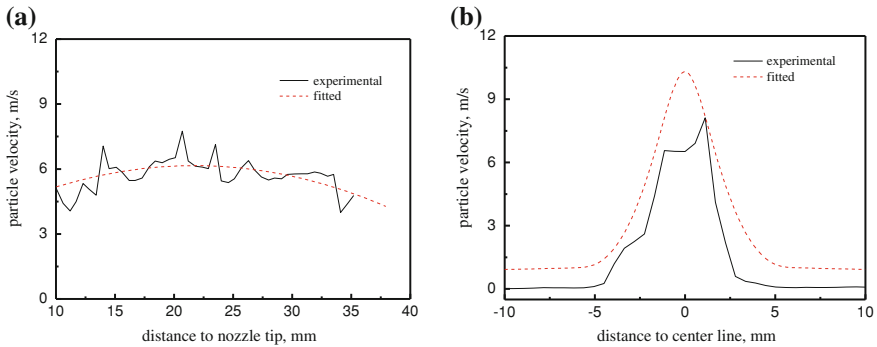 (a)
12
9
6
3
0
particle velocity, m/s
experimental
fitted
10 15 20 25 30 35 40
distance to nozzle tip, mm
(b)
12
9
6
3
0
particle velocity, m/s
experimental
fitted
-10 -5 0 5 10
distance to center line, mm